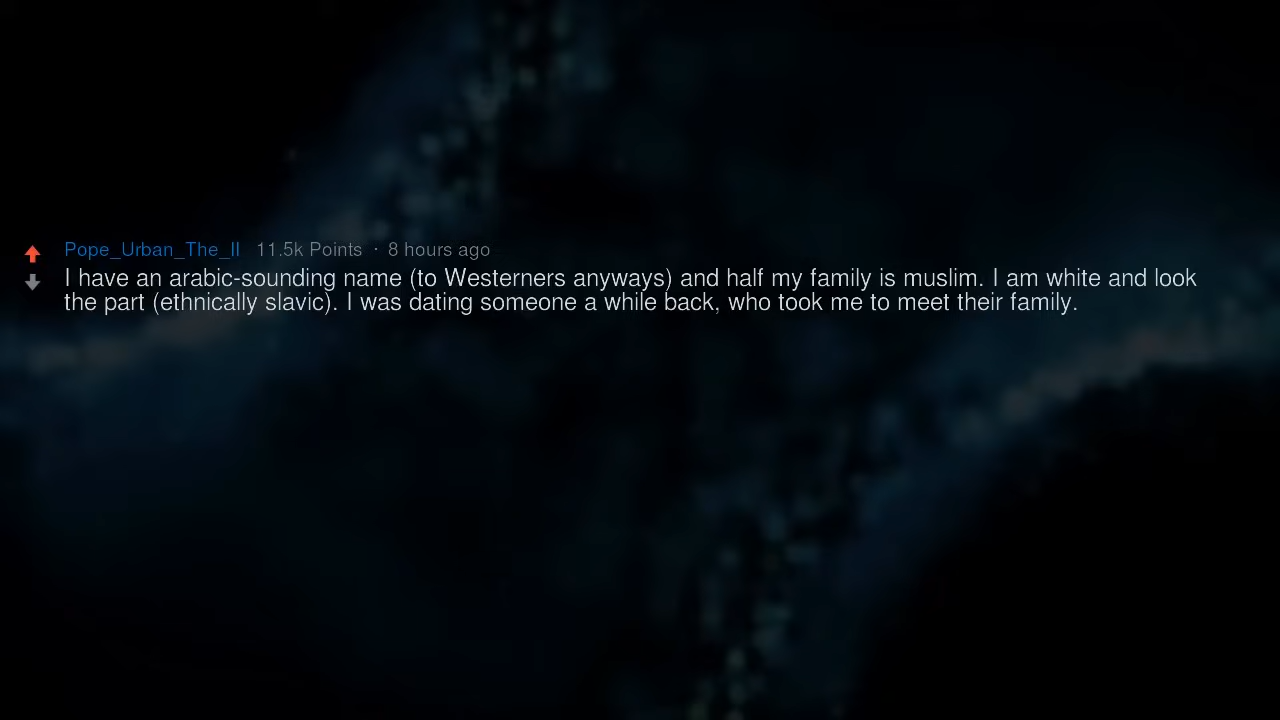 Pope_Urban_The_II 11.5k Points · 8 hours ago
I have an arabic-sounding name (to Westerners anyways) and half my family is muslim. I am white and look
the part (ethnically slavic). I was dating someone a while back, who took me to meet their family.